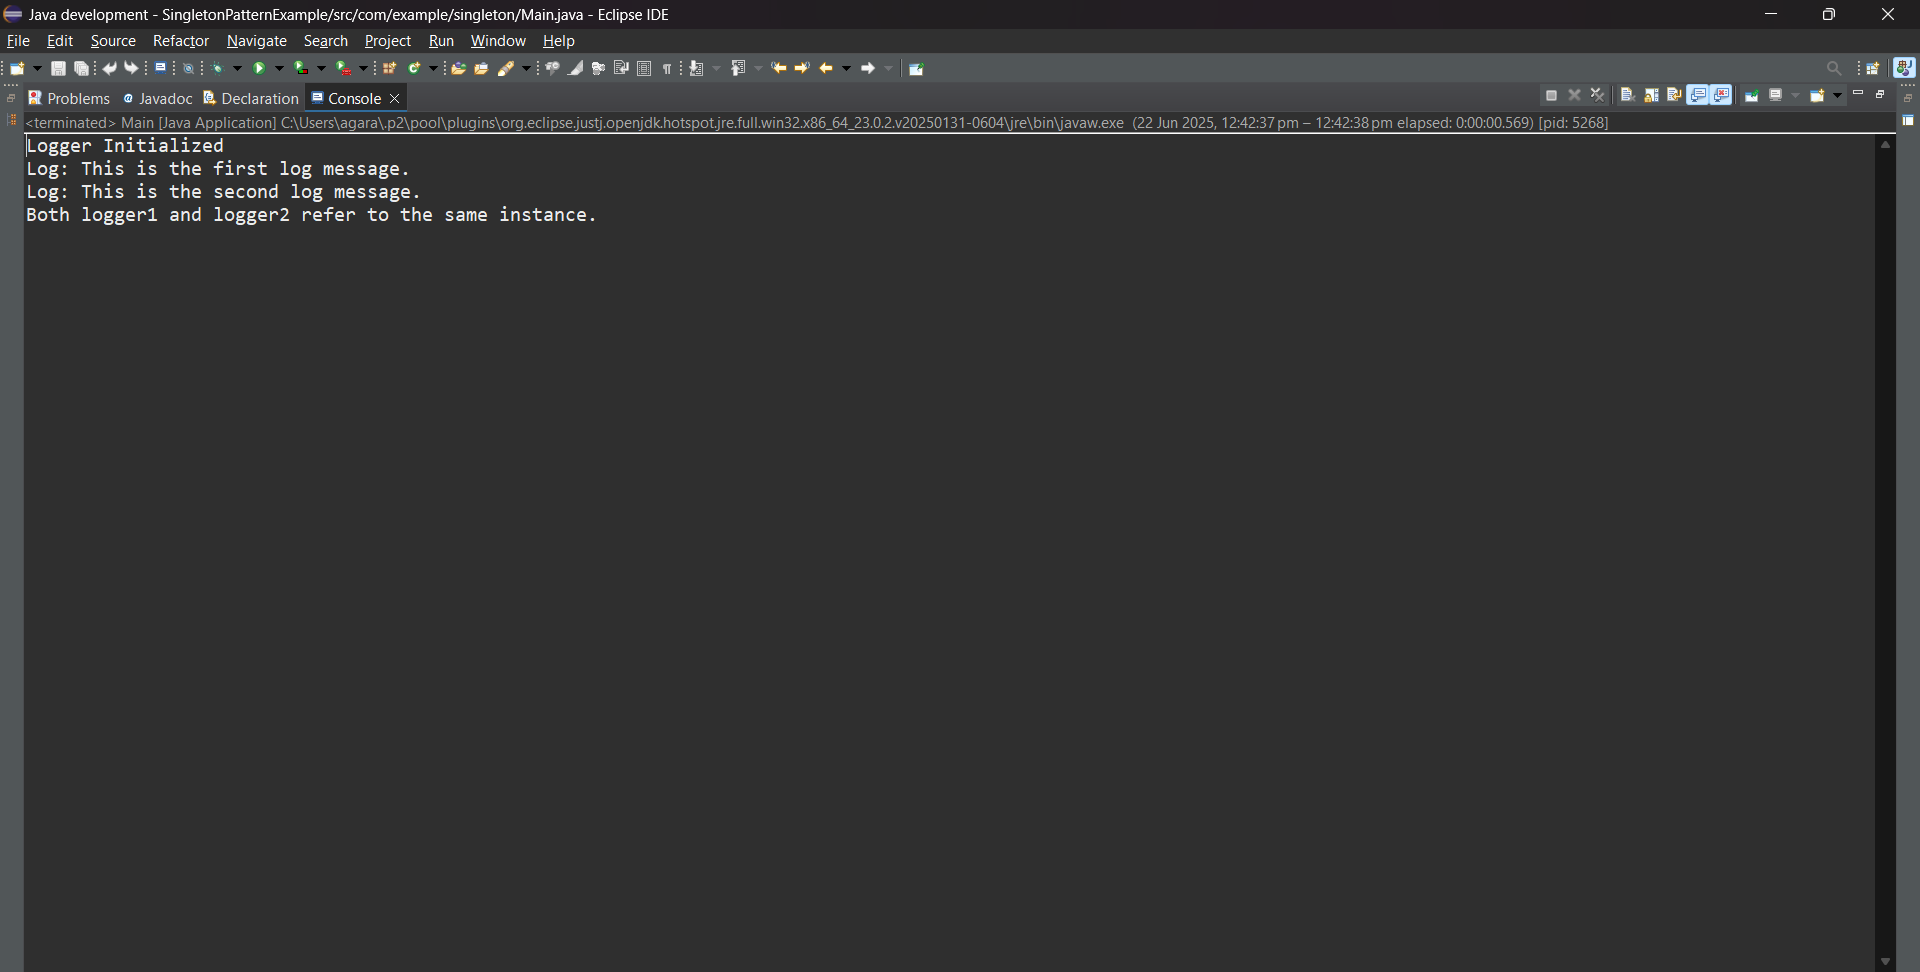 Java development - SingletonPatternExample/src/com/example/singleton/Main.java - Eclipse IDE
File Edit Source Refactor Navigate Search Project Run Window Help
Problems Javadoc Declaration Console
<terminated> Main [Java Application] C:\Users\agara\.p2\pool\plugins\org.eclipse.justj.openjdk.hotspot.jre.full.win32.x86_64_23.0.2.v20250131-0604\jre\bin\javaw.exe (22 Jun 2025, 12:42:37 pm – 12:42:38 pm elapsed: 0:00:00.569) [pid: 5268]
Logger Initialized
Log: This is the first log message.
Log: This is the second log message.
Both logger1 and logger2 refer to the same instance.